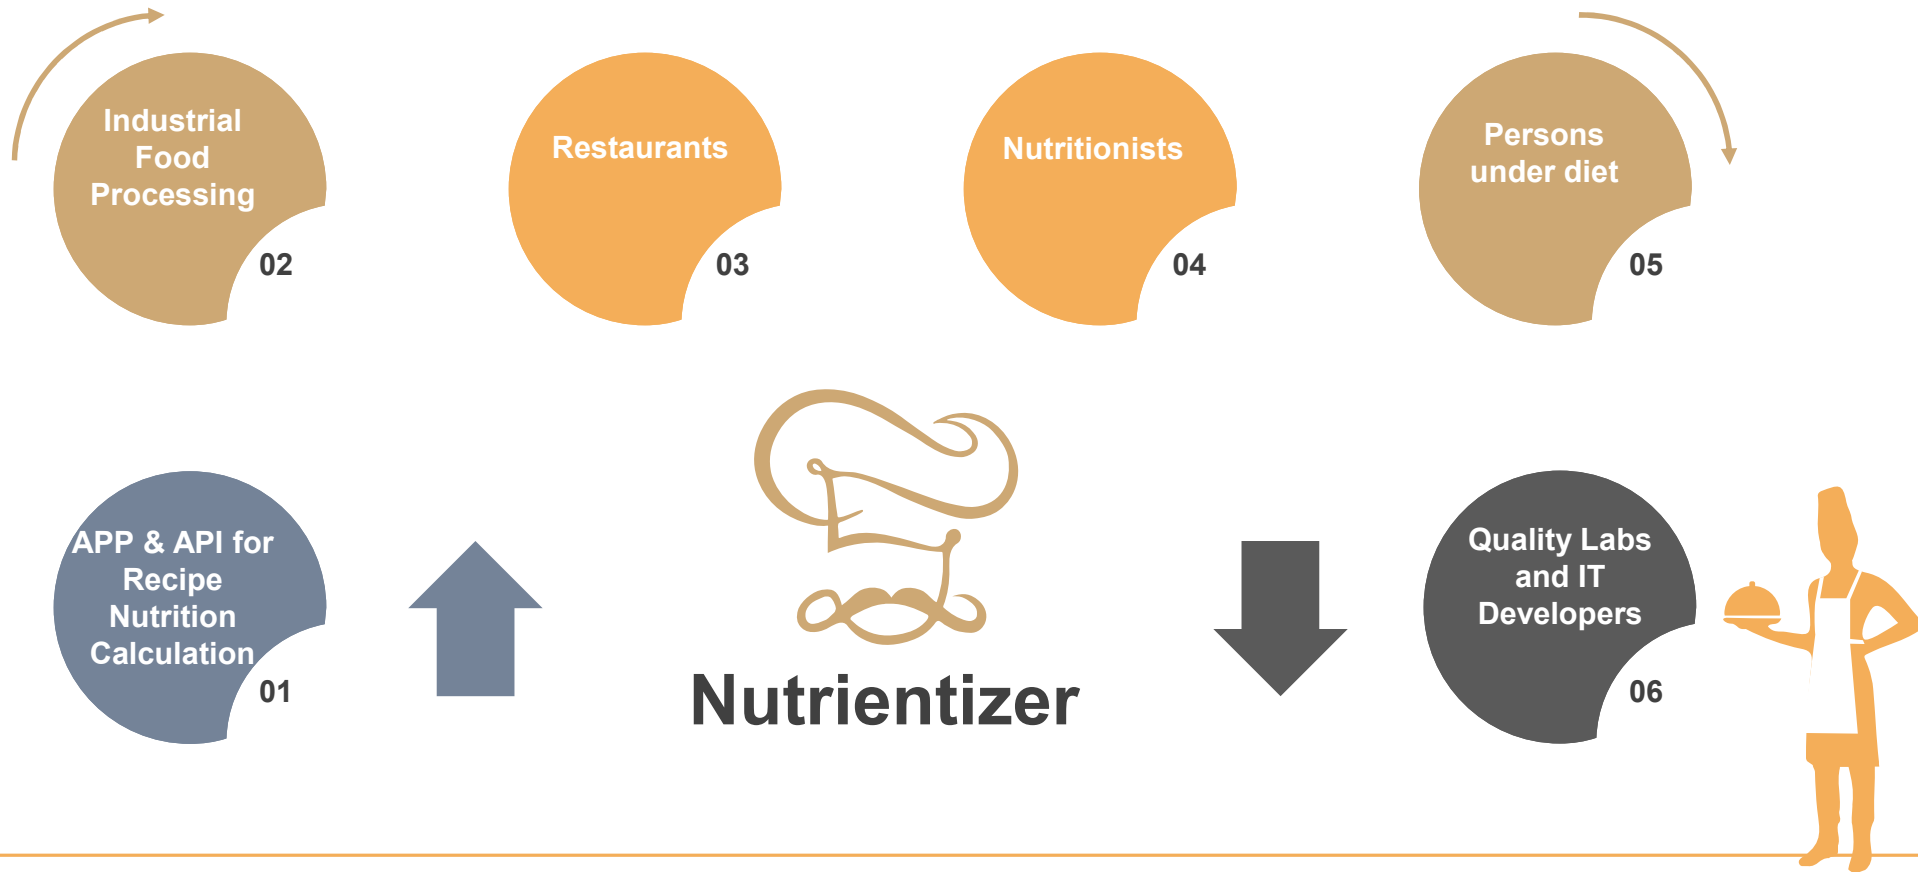 Industrial
Food
Processing
02
Restaurants
03
Nutritionists
04
Persons
under diet
05
APP & API for
Recipe
Nutrition
Calculation
01
Nutrientizer
Quality Labs
and IT
Developers
06